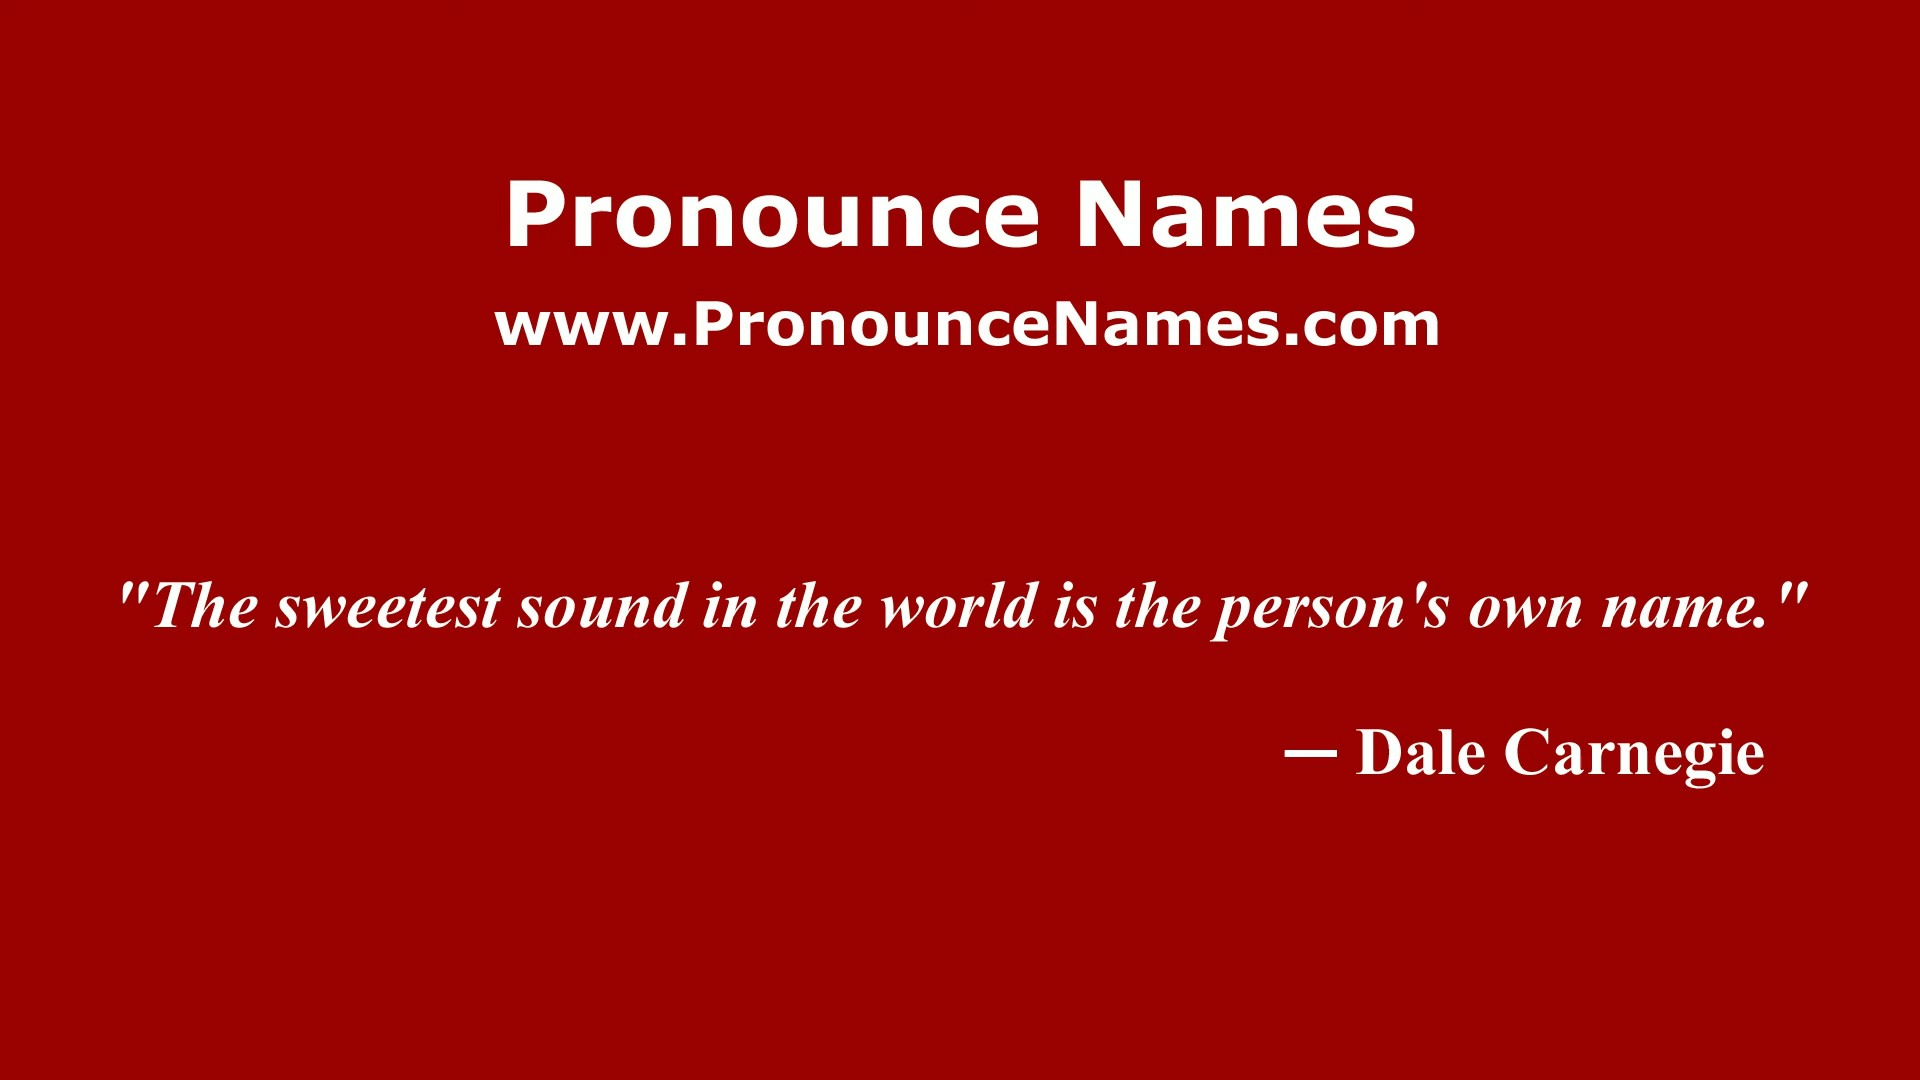 Pronounce Names
www.PronounceNames.com
"The sweetest sound in the world is the person's own name."
— Dale Carnegie